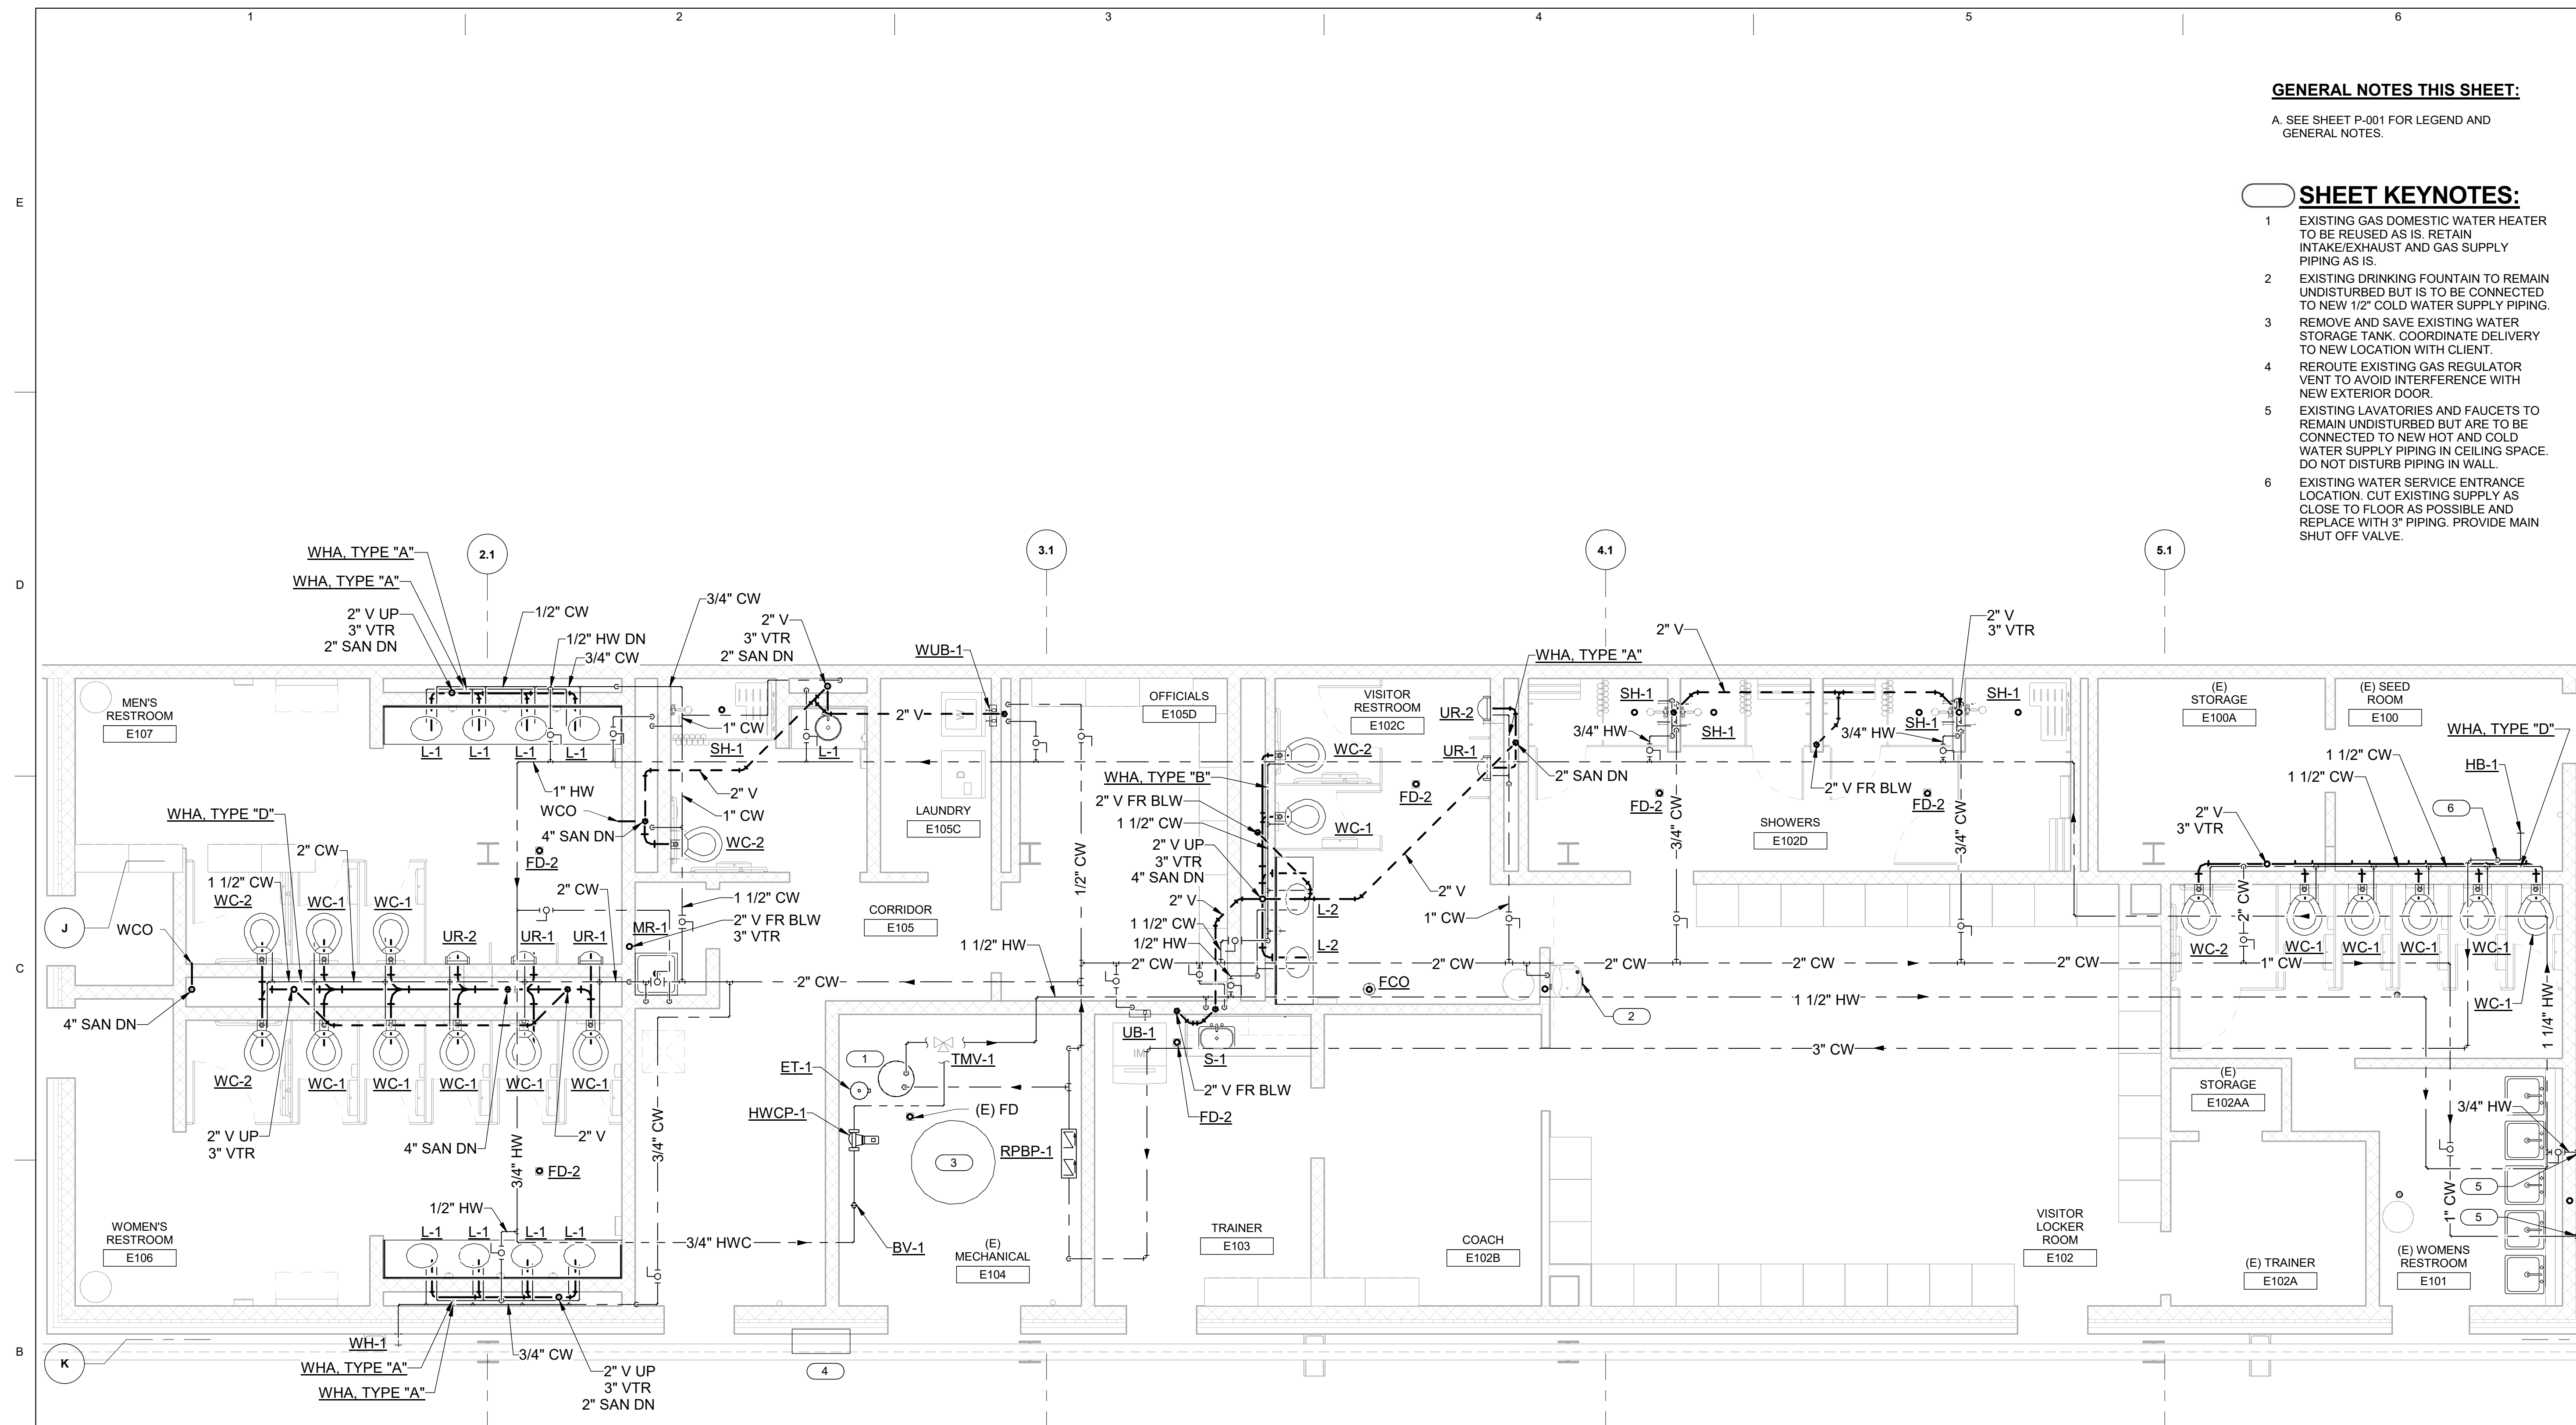 1
2
3
4
5
6
E
D
C
B
GENERAL NOTES THIS SHEET:
A. SEE SHEET P-001 FOR LEGEND AND
GENERAL NOTES.
SHEET KEYNOTES:
1 EXISTING GAS DOMESTIC WATER HEATER
TO BE REUSED AS IS. RETAIN
INTAKE/EXHAUST AND GAS SUPPLY
PIPING AS IS.
2 EXISTING DRINKING FOUNTAIN TO REMAIN
UNDISTURBED BUT IS TO BE CONNECTED
TO NEW 1/2" COLD WATER SUPPLY PIPING.
3 REMOVE AND SAVE EXISTING WATER
STORAGE TANK. COORDINATE DELIVERY
TO NEW LOCATION WITH CLIENT.
4 REROUTE EXISTING GAS REGULATOR
VENT TO AVOID INTERFERENCE WITH
NEW EXTERIOR DOOR.
5 EXISTING LAVATORIES AND FAUCETS TO
REMAIN UNDISTURBED BUT ARE TO BE
CONNECTED TO NEW HOT AND COLD
WATER SUPPLY PIPING IN CEILING SPACE.
DO NOT DISTURB PIPING IN WALL.
6 EXISTING WATER SERVICE ENTRANCE
LOCATION. CUT EXISTING SUPPLY AS
CLOSE TO FLOOR AS POSSIBLE AND
REPLACE WITH 3" PIPING. PROVIDE MAIN
SHUT OFF VALVE.
2.1
3.1
4.1
5.1
WHA, TYPE "A"
WHA, TYPE "A"
2" V UP
3" VTR
2" SAN DN
1/2" CW
1/2" HW DN
3/4" CW
3/4" CW
2" V
3" VTR
2" SAN DN
WUB-1
WHA, TYPE "A"
2" V
2" V
3" VTR
MEN'S
RESTROOM
E107
L-1
L-1
L-1
L-1
1" CW
SH-1
L-1
2" V
W
D
OFFICIALS
E105D
VISITOR
RESTROOM
E102C
UR-2
UR-1
WC-2
SH-1
SH-1
SH-1
SH-1
3/4" HW
3/4" HW
(E)
STORAGE
E100A
(E) SEED
ROOM
E100
WHA, TYPE "D"
HB-1
1 1/2" CW
1 1/2" CW
6
2" V
3" VTR
1" HW
WCO
4" SAN DN
2" V
1" CW
WC-2
LAUNDRY
E105C
WHA, TYPE "B"
2" V FR BLW
1 1/2" CW
2" V UP
3" VTR
4" SAN DN
2" V
1 1/2" CW
1/2" HW
FD-2
WC-1
2" SAN DN
2" V FR BLW
FD-2
FD-2
SHOWERS
E102D
3/4" CW
3/4" CW
WHA, TYPE "D"
2" CW
1 1/2" CW
FD-2
2" CW
1 1/2" CW
2" V FR BLW
3" VTR
1/2" CW
CORRIDOR
E105
1 1/2" HW
2" V
1" CW
L-2
L-2
WC-2
WC-1
WC-1
UR-2
UR-1
UR-1
MR-1
J
WCO
2" CW
2" CW
2" CW
2" CW
2" CW
2" CW
2" CW
1" CW
WC-2
WC-1
WC-1
WC-1
WC-1
WC-1
4" SAN DN
FCO
1 1/2" HW
2
3" CW
1 1/4" HW
WC-2
WC-1
WC-1
WC-1
WC-1
WC-1
ET-1
1
TMV-1
UB-1
IM
S-1
2" V FR BLW
FD-2
HWCP-1
(E) FD
RPBP-1
3
2" V UP
3" VTR
4" SAN DN
2" V
FD-2
3/4" HW
3/4" CW
(E)
STORAGE
E102AA
3/4" HW
5
5
1" CW
WOMEN'S
RESTROOM
E106
1/2" HW
L-1
L-1
L-1
L-1
3/4" HWC
BV-1
(E)
MECHANICAL
E104
TRAINER
E103
COACH
E102B
VISITOR
LOCKER
ROOM
E102
(E) TRAINER
E102A
(E) WOMENS
RESTROOM
E101
K
WH-1
WHA, TYPE "A"
WHA, TYPE "A"
3/4" CW
2" V UP
3" VTR
2" SAN DN
4